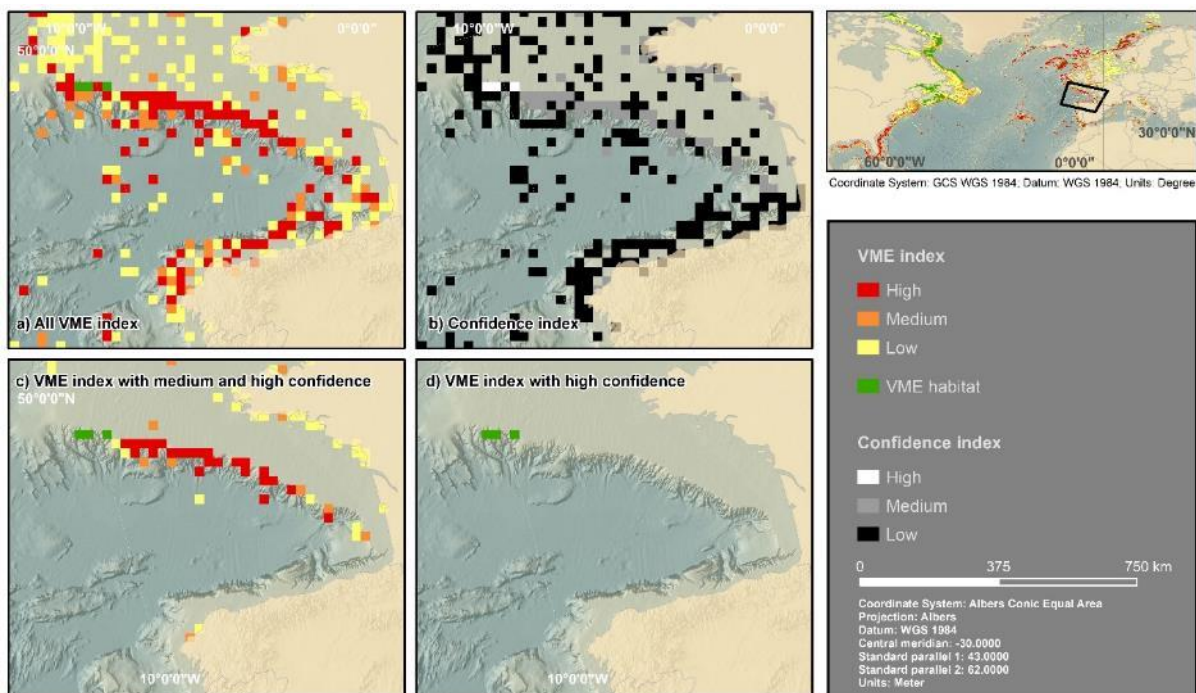 10°0'0"W
0°0'0"
50°0'0"N
a) All VME index
10°0'0"W
0°0'0"
b) Confidence index
30°0'0"N
60°0'0"W
0°0'0"
Coordinate System: GCS WGS 1984; Datum: WGS 1984; Units: Degree
c) VME index with medium and high confidence
50°0'0"N
10°0'0"W
d) VME index with high confidence
10°0'0"W
VME index
High
Medium
Low
VME habitat
Confidence index
High
Medium
Low
0 375 750 km
Coordinate System: Albers Conic Equal Area
Projection: Albers
Datum: WGS 1984
Central meridian: -30.0000
Standard parallel 1: 43.0000
Standard parallel 2: 62.0000
Units: Meter